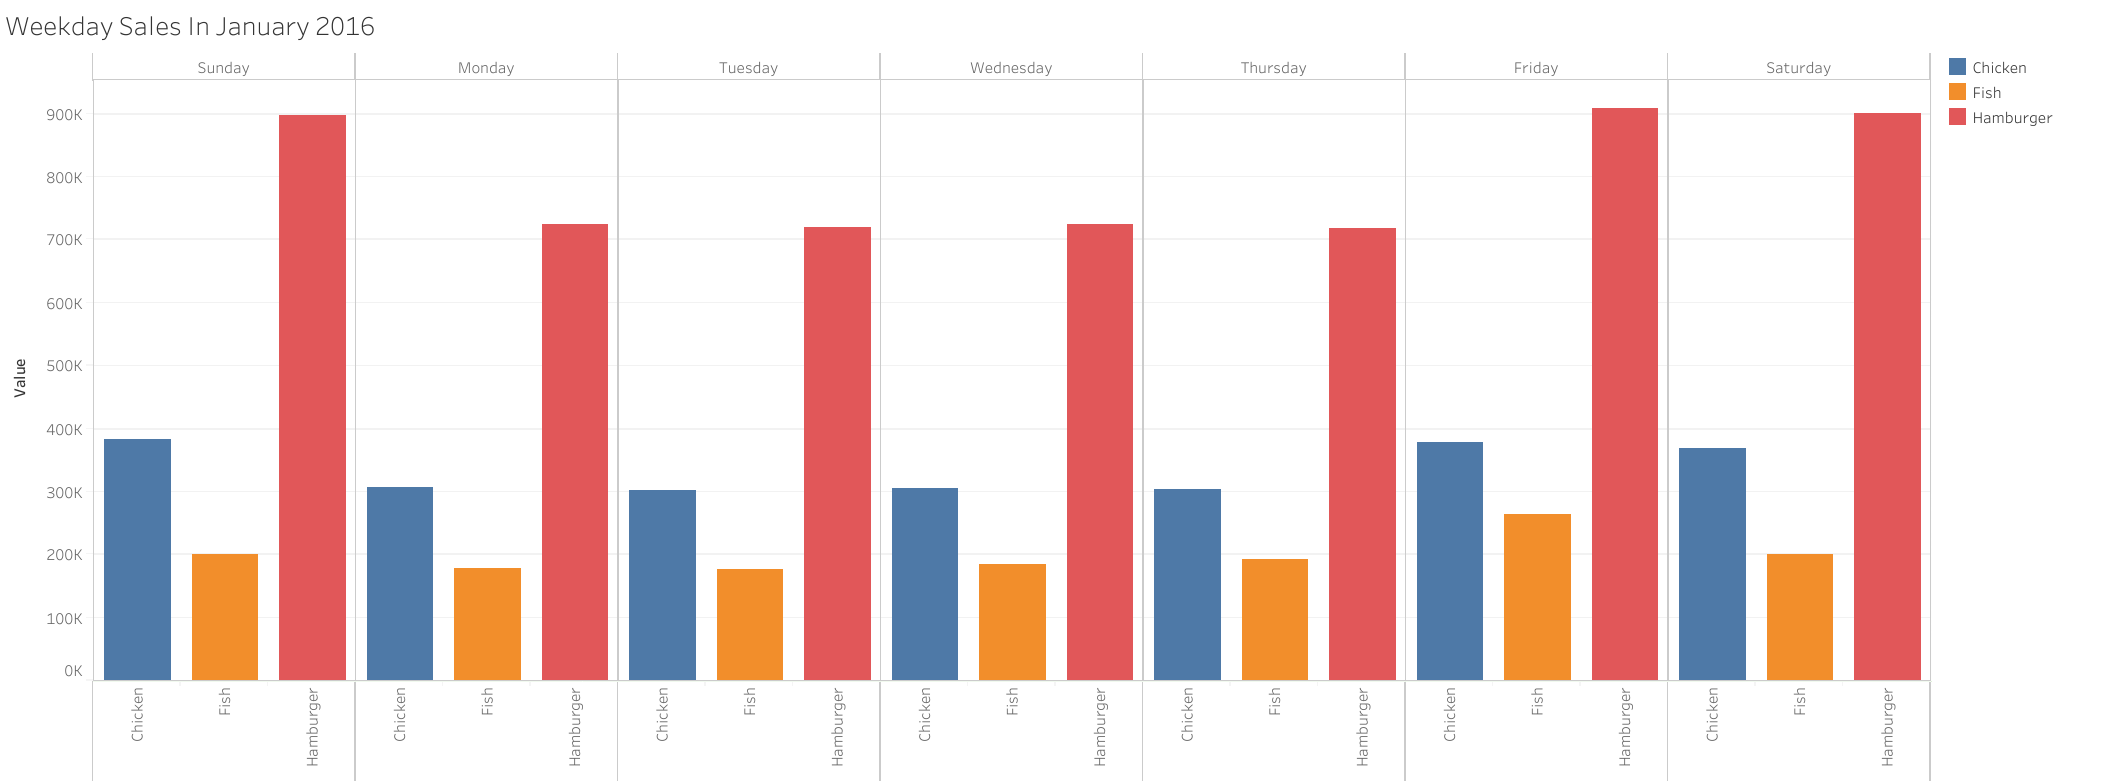 Weekday Sales In January 2016
Sunday Monday Tuesday Wednesday Thursday Friday Saturday
Chicken
Fish
Hamburger
900K
800K
700K
600K
500K
400K
300K
200K
100K
0K
Value
Chicken Fish Hamburger Chicken Fish Hamburger Chicken Fish Hamburger Chicken Fish Hamburger Chicken Fish Hamburger Chicken Fish Hamburger Chicken Fish Hamburger